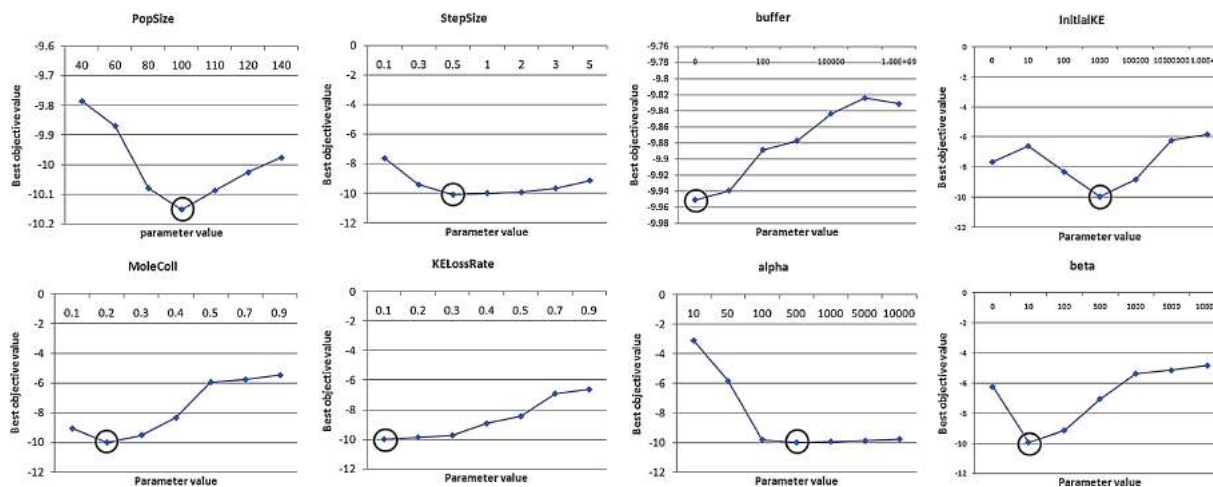 PopSize
Best objective value
-9.6
-9.7
-9.8
-9.9
-10
-10.1
-10.2
40 60 80 100 120 140
parameter value
StepSize
Best objective value
0
-2
-4
-6
-8
-10
-12
0.1 0.3 0.5 1 2 3 5
Parameter value
buffer
Best objective value
-9.76
-9.78
-9.8
-9.82
-9.84
-9.86
-9.88
-9.9
-9.92
-9.94
-9.96
-9.98
0 100 100000 1.00E+09
Parameter value
InitialKE
Best objective value
0
-2
-4
-6
-8
-10
-12
0 10 100000
Parameter value
MoleColl
Best objective value
0
-2
-4
-6
-8
-10
-12
0.1 0.2 0.3 0.4 0.5 0.7 0.9
Parameter value
KELossRate
Best objective value
0
-2
-4
-6
-8
-10
-12
0.1 0.2 0.3 0.4 0.5 0.7 0.9
Parameter value
alpha
Best objective value
0
-2
-4
-6
-8
-10
-12
10 50 100 500 1000 5000 10000
Parameter value
beta
Best objective value
0
-2
-4
-6
-8
-10
-12
0 10 100 500 1000 5000
Parameter value